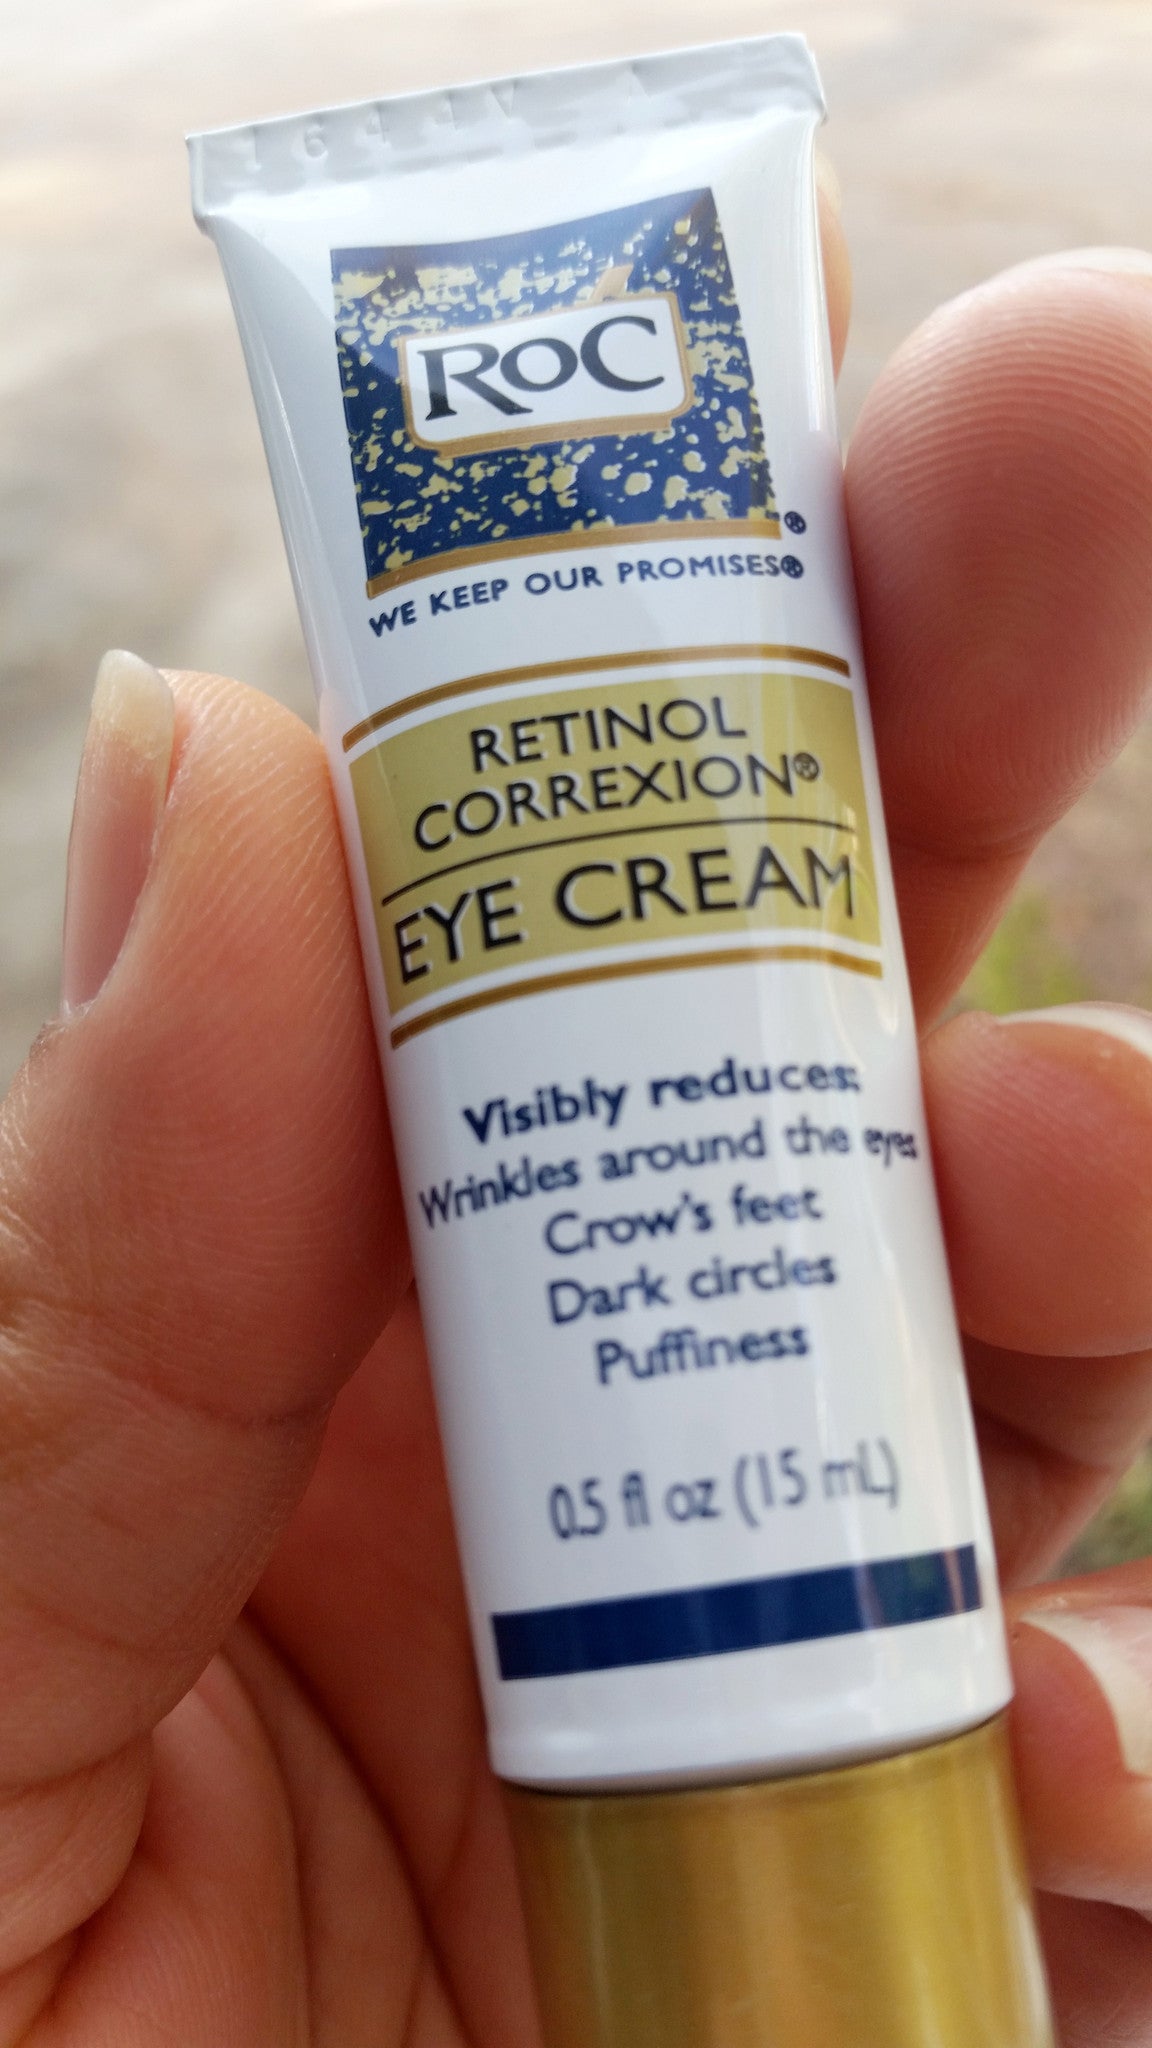 1644V A
RoC
®
WE KEEP OUR PROMISES®
RETINOL
CORREXION®
EYE CREAM
Visibly reduces:
Wrinkles around the eyes
Crow's feet
Dark circles
Puffiness
0.5 fl oz (15 mL)